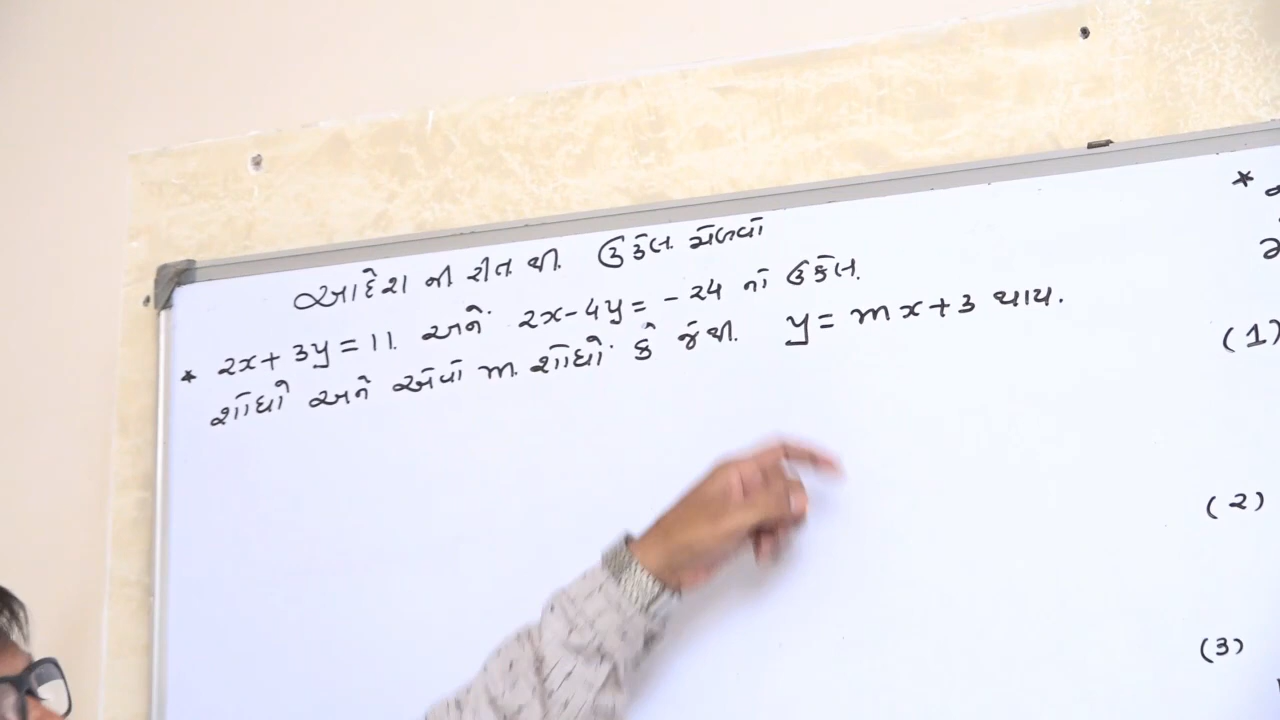 આદેશ ની રીત થી. ઉકેલ મેળવો
* 2x + 3y = 11. અને 2x - 4y = - 24 નો ઉકેલ.
શોધો અને એવો m. શોધો કે જેથી. y = mx + 3 થાય.
*
(1)
(2)
(3)